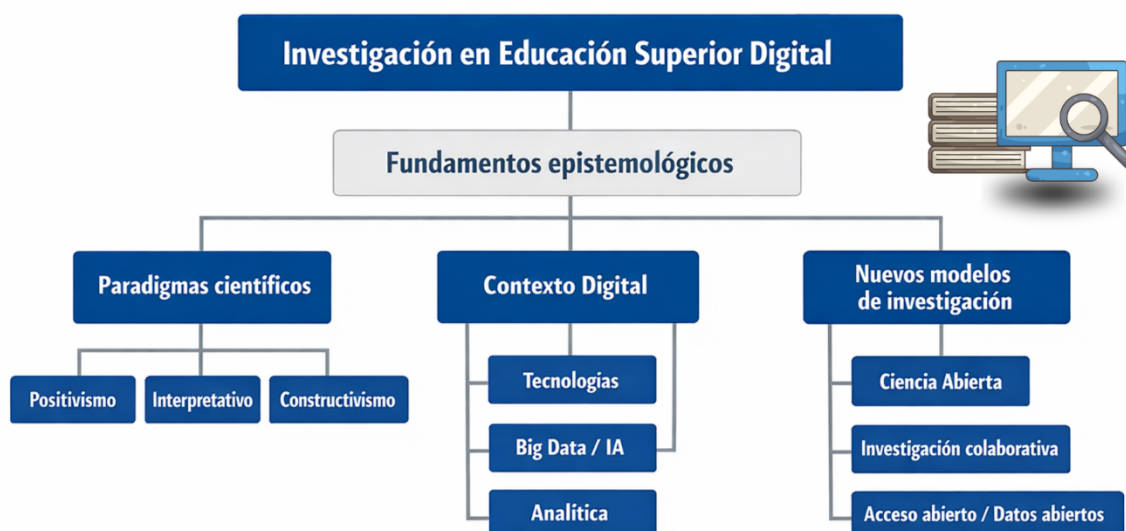 Investigación en Educación Superior Digital
Fundamentos epistemológicos
Paradigmas científicos
Positivismo
Interpretativo
Constructivismo
Contexto Digital
Tecnologías
Big Data / IA
Analítica
Nuevos modelos
de investigación
Ciencia Abierta
Investigación colaborativa
Acceso abierto / Datos abiertos